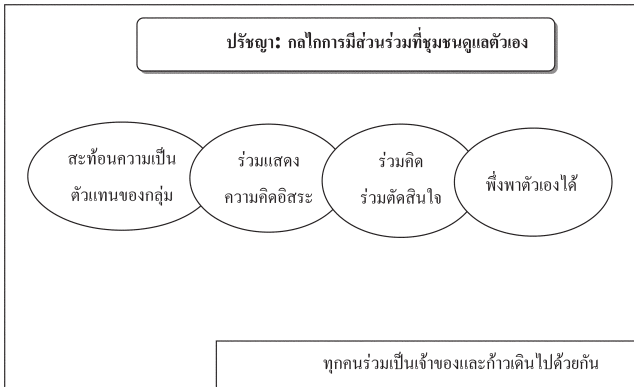 ปรัชญา: กลไกการมีส่วนร่วมที่ชุมชนดูแลตัวเอง
สะท้อนความเป็น
ตัวแทนของกลุ่ม
ร่วมแสดง
ความคิดอิสระ
ร่วมคิด
ร่วมตัดสินใจ
พึ่งพาตัวเองได้
ทุกคนร่วมเป็นเจ้าของและก้าวเดินไปด้วยกัน